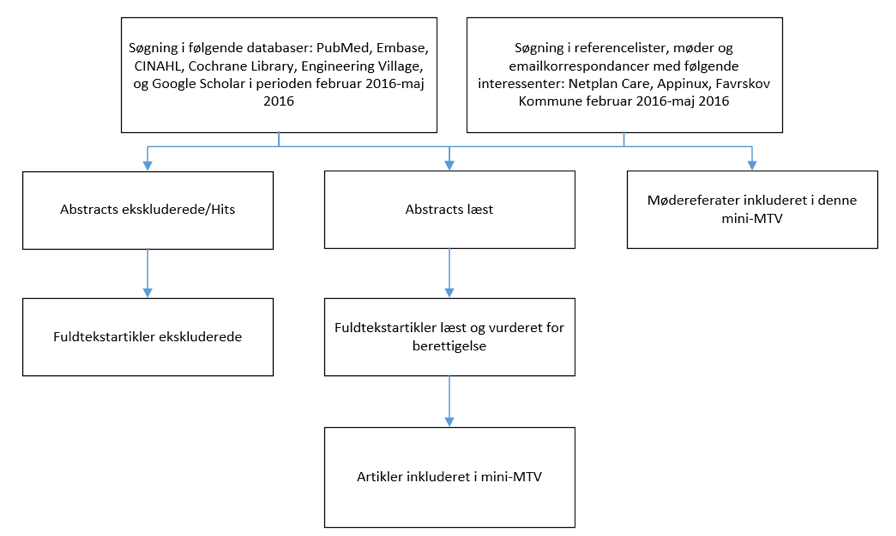 Søgning i følgende databaser: PubMed, Embase,
CINAHL, Cochrane Library, Engineering Village,
og Google Scholar i perioden februar 2016-maj
2016
Søgning i referencelister, møder og
emailkorrespondancer med følgende
interessenter: Netplan Care, Appinux, Favrskov
Kommune februar 2016-maj 2016
Abstracts ekskluderede/Hits
Abstracts læst
Mødereferater inkluderet i denne
mini-MTV
Fuldtekstartikler ekskluderede
Fuldtekstartikler læst og vurderet for
berettigelse
Artikler inkluderet i mini-MTV